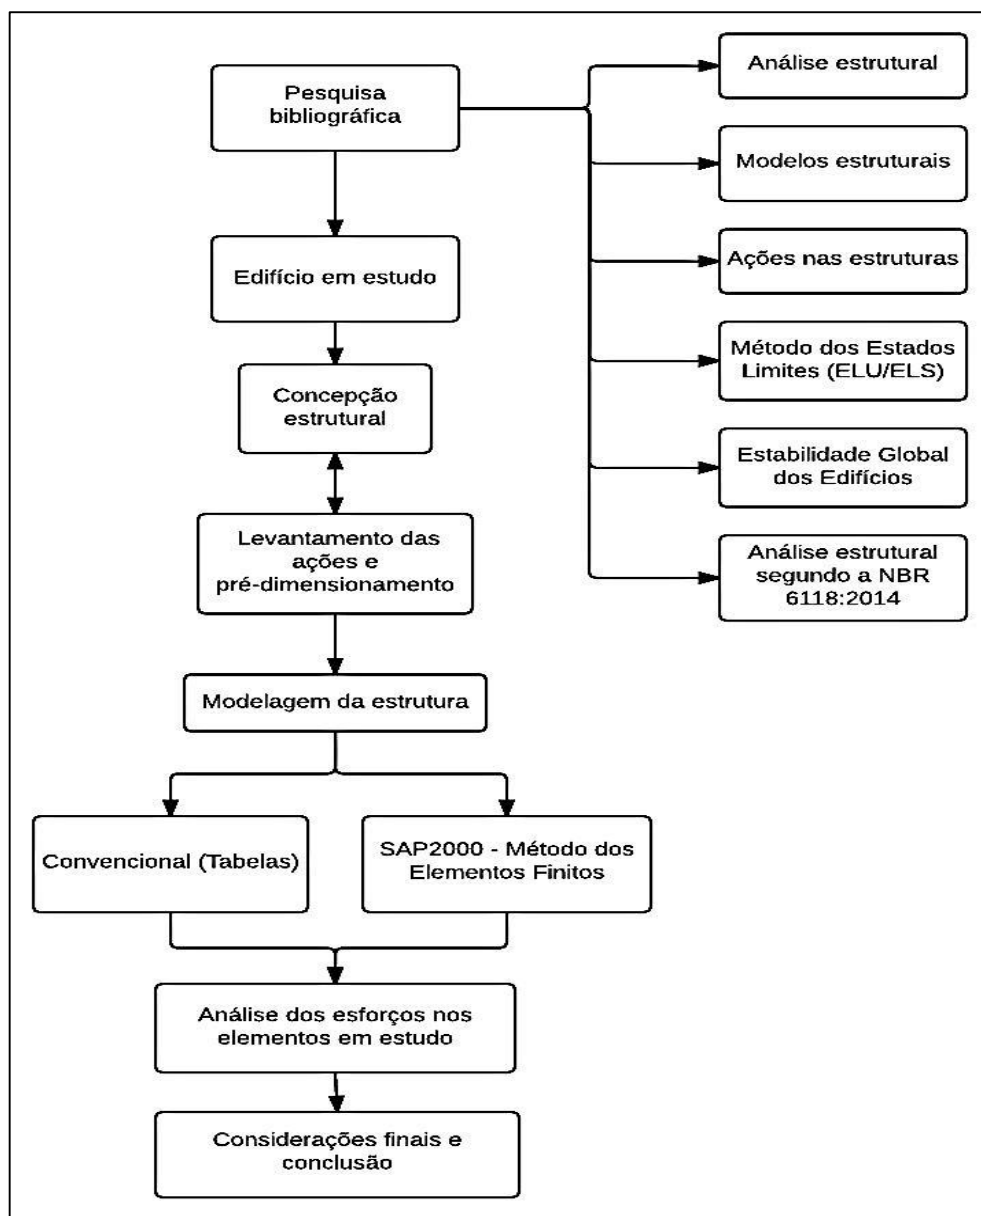 Pesquisa
bibliográfica
Edifício em estudo
Concepção
estrutural
Levantamento das
ações e
pré-dimensionamento
Modelagem da estrutura
Convencional (Tabelas)
SAP2000 - Método dos
Elementos Finitos
Análise dos esforços nos
elementos em estudo
Considerações finais e
conclusão
Análise estrutural
Modelos estruturais
Ações nas estruturas
Método dos Estados
Limites (ELU/ELS)
Estabilidade Global
dos Edifícios
Análise estrutural
segundo a NBR
6118:2014